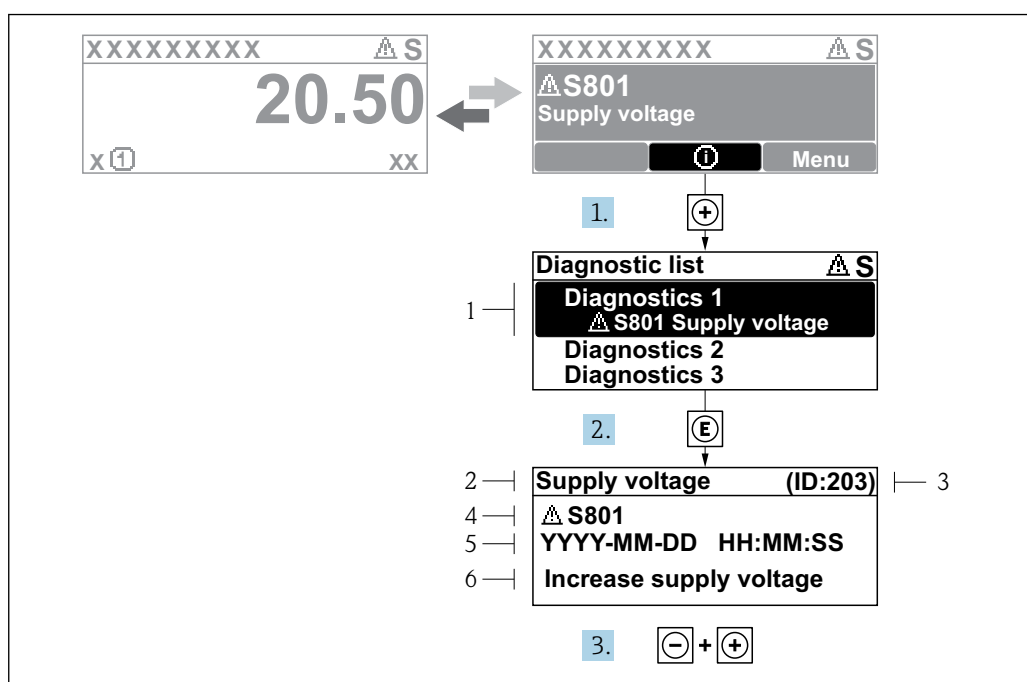 XXXXXXXXX ⚠ S
20.50
x ① xx
XXXXXXXXX ⚠ S
⚠ S801
Supply voltage
ⓘ Menu
1. +
Diagnostic list ⚠ S
1
Diagnostics 1
⚠ S801 Supply voltage
Diagnostics 2
Diagnostics 3
2. E
2 Supply voltage (ID:203) 3
4 ⚠ S801
5 YYYY-MM-DD HH:MM:SS
6 Increase supply voltage
3. − + +